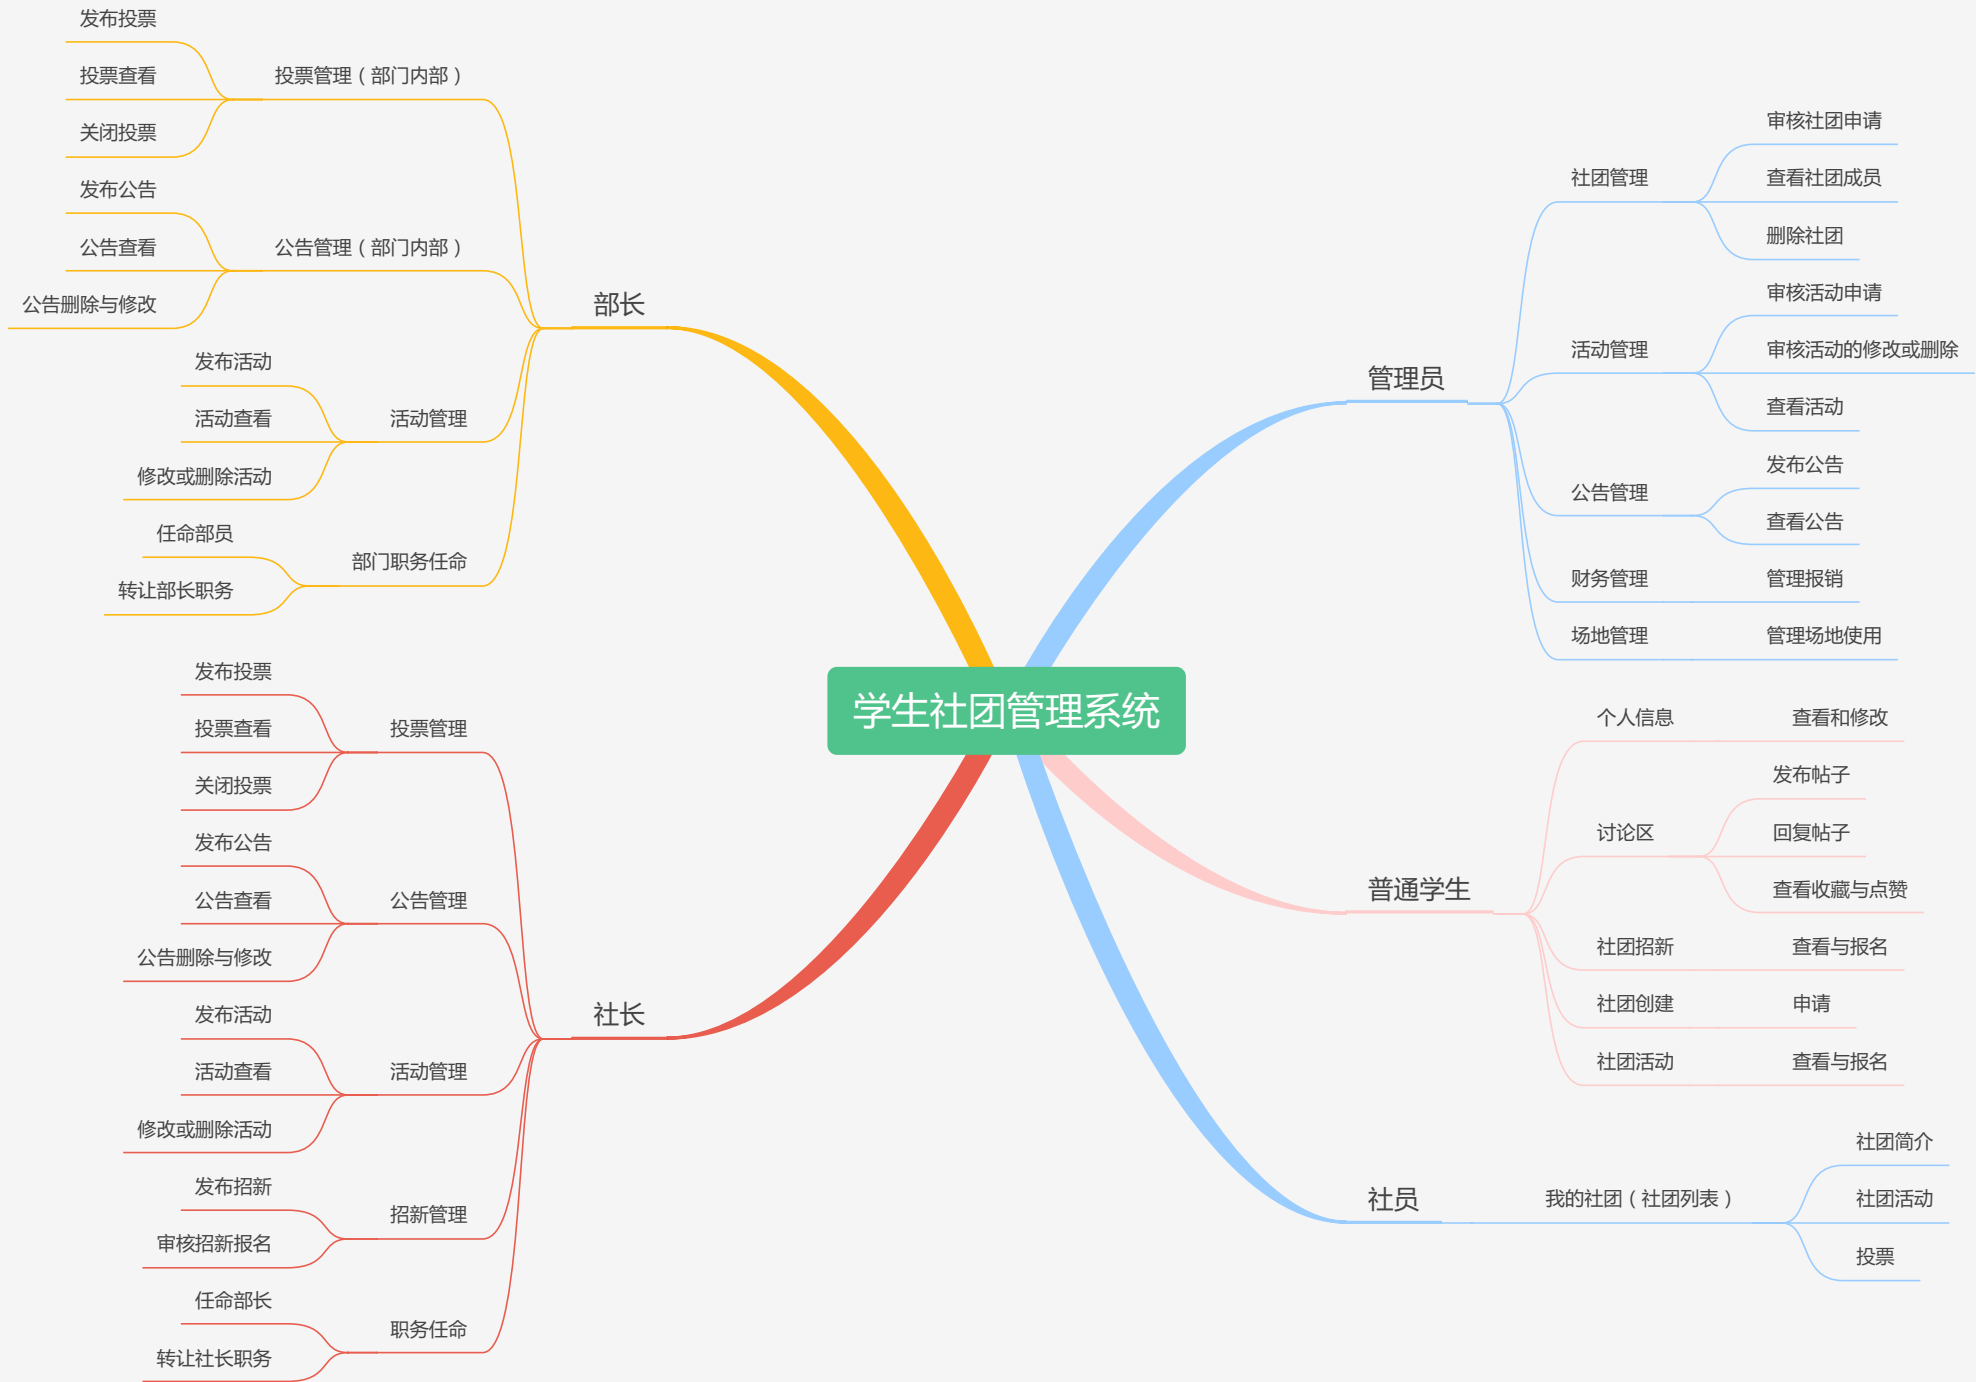 学生社团管理系统
管理员
社团管理
审核社团申请
查看社团成员
删除社团
活动管理
审核活动申请
审核活动的修改或删除
查看活动
公告管理
发布公告
查看公告
财务管理
管理报销
场地管理
管理场地使用
普通学生
个人信息
查看和修改
讨论区
发布帖子
回复帖子
查看收藏与点赞
社团招新
查看与报名
社团创建
申请
社团活动
查看与报名
社员
我的社团（社团列表）
社团简介
社团活动
投票
部长
投票管理（部门内部）
发布投票
投票查看
关闭投票
公告管理（部门内部）
发布公告
公告查看
公告删除与修改
活动管理
发布活动
活动查看
修改或删除活动
部门职务任命
任命部员
转让部长职务
社长
投票管理
发布投票
投票查看
关闭投票
公告管理
发布公告
公告查看
公告删除与修改
活动管理
发布活动
活动查看
修改或删除活动
招新管理
发布招新
审核招新报名
职务任命
任命部长
转让社长职务